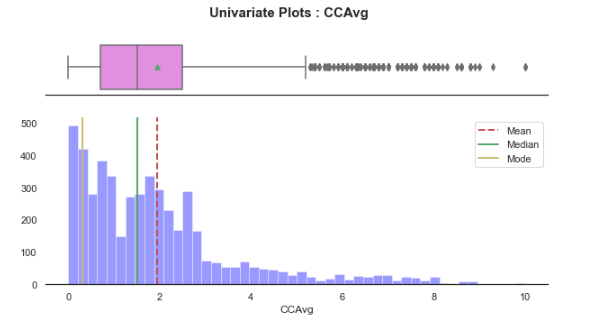 Univariate Plots : CCAvg
500
400
300
200
100
0
Mean
Median
Mode
0 2 4 6 8 10
CCAvg